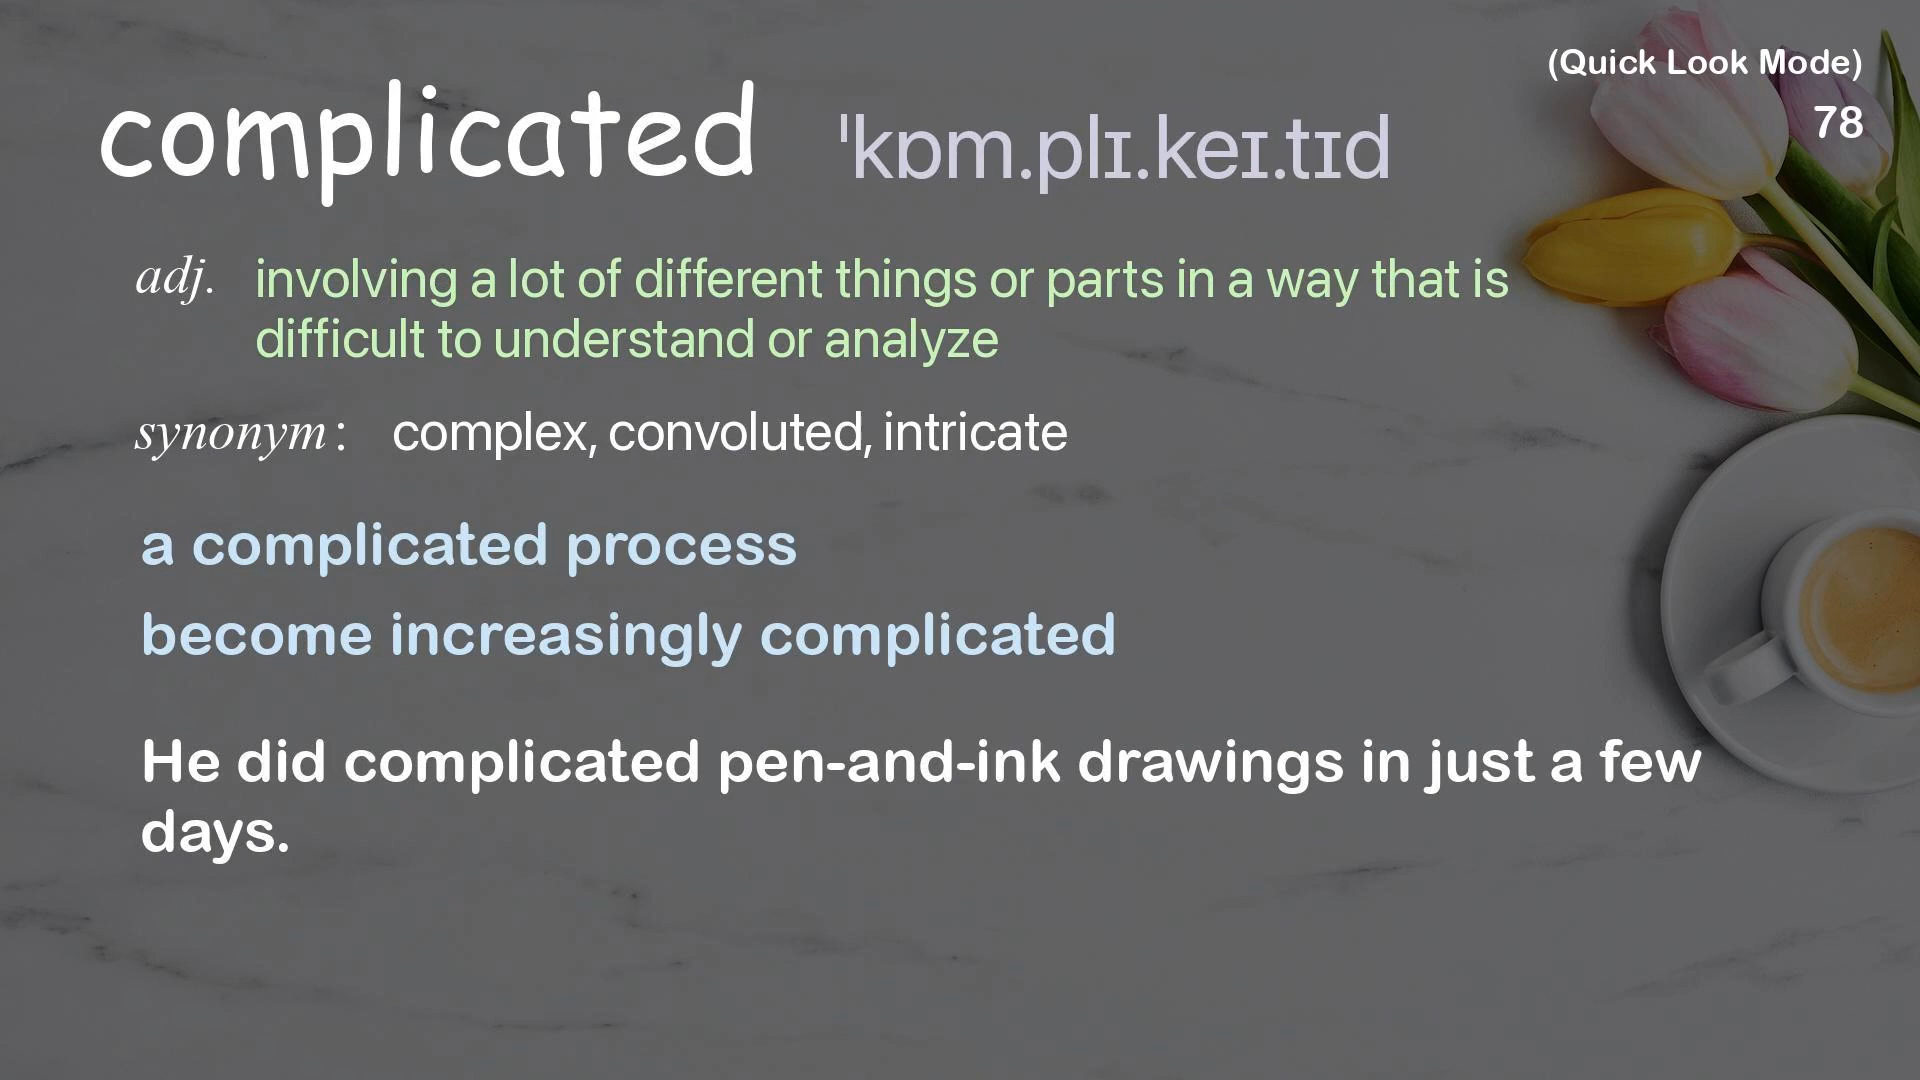 (Quick Look Mode)
78
complicated ˈkɒm.plɪ.keɪ.tɪd
adj. involving a lot of different things or parts in a way that is
difficult to understand or analyze
synonym: complex, convoluted, intricate
a complicated process
become increasingly complicated
He did complicated pen-and-ink drawings in just a few
days.